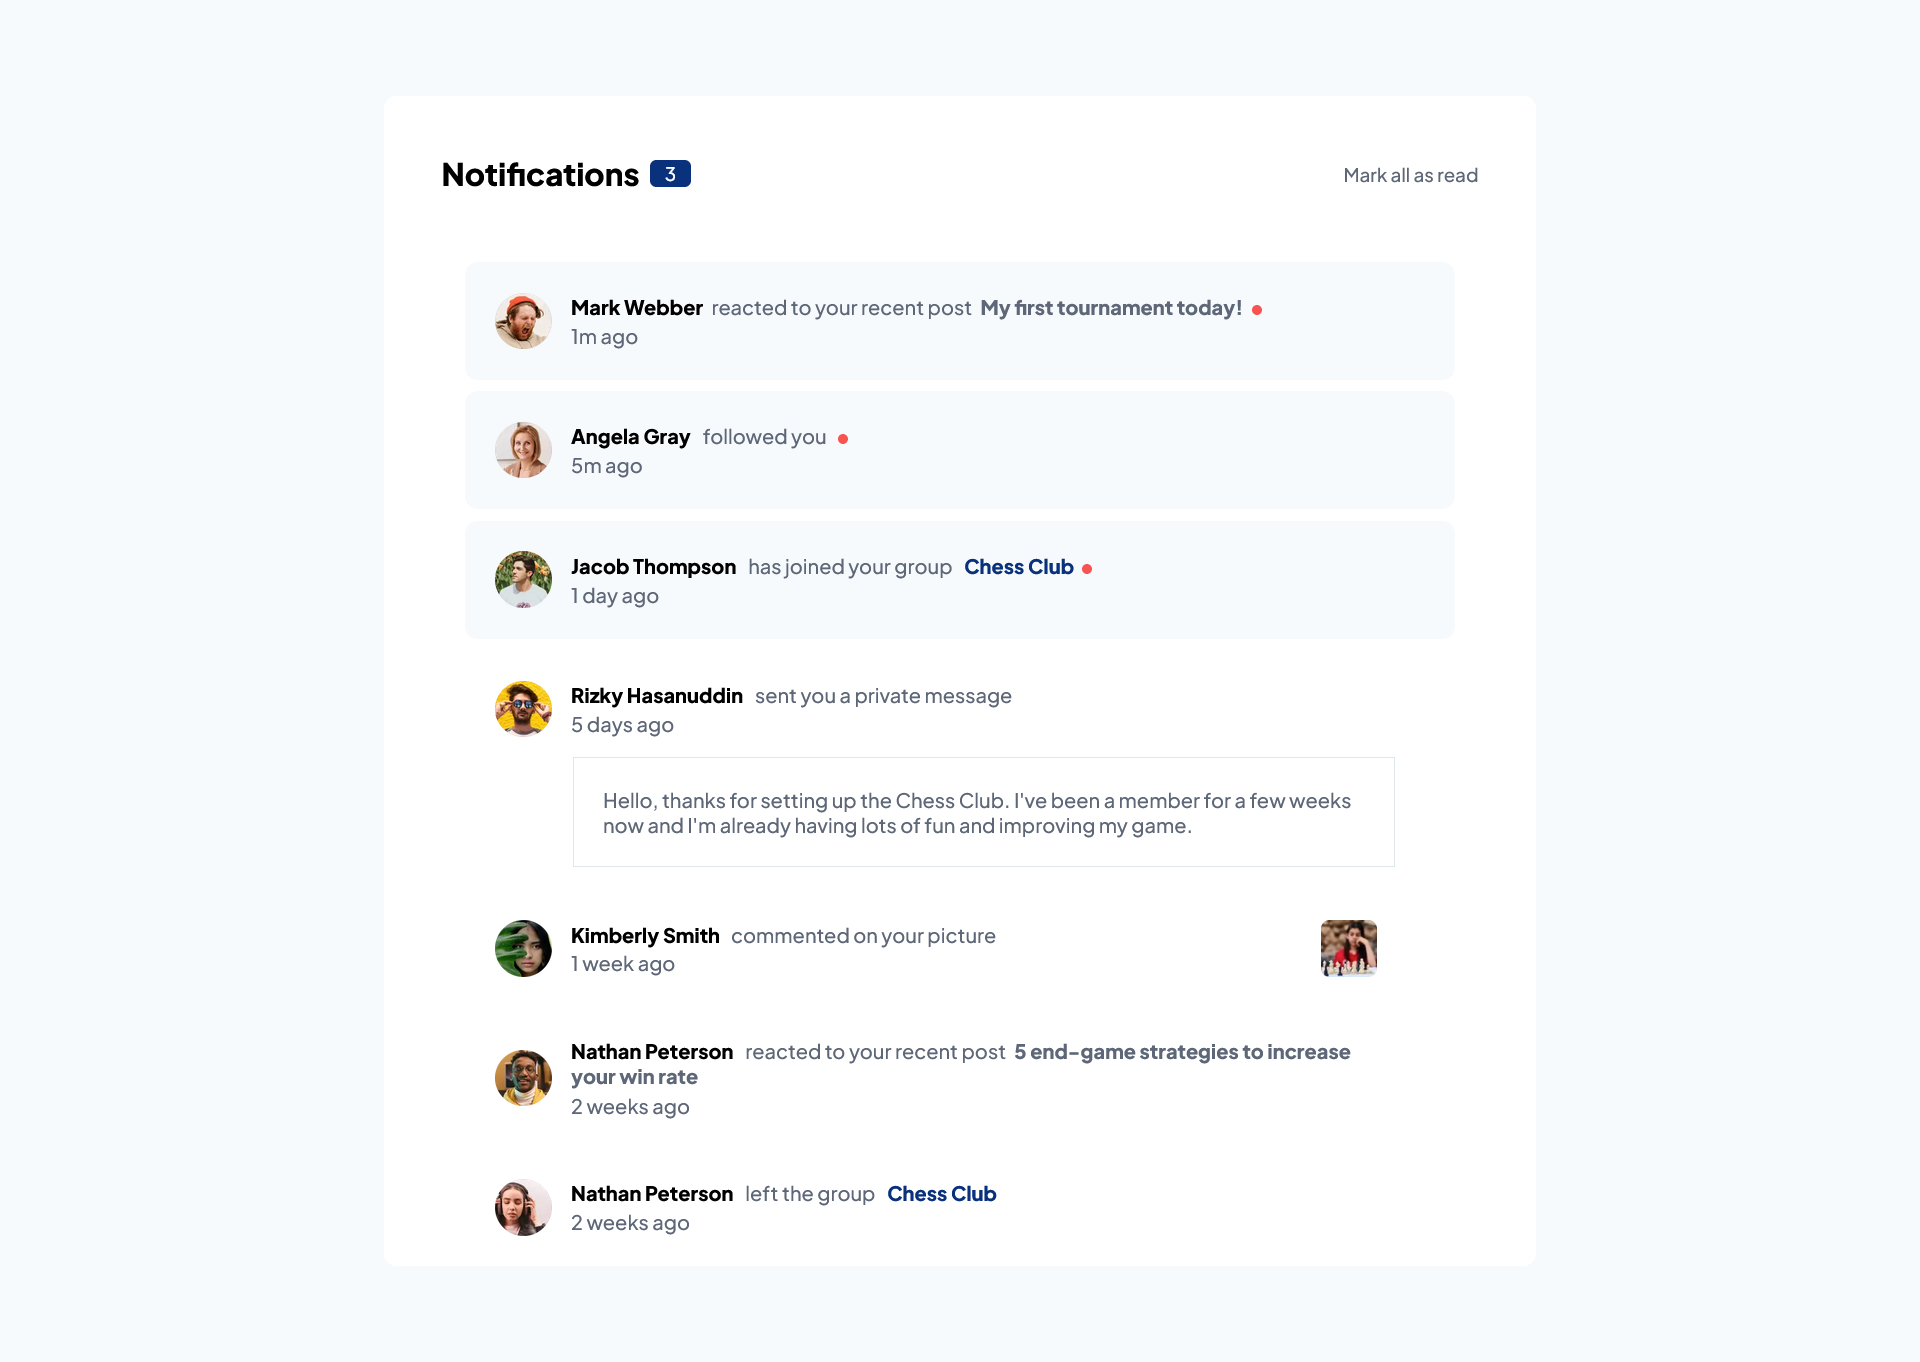 Notifications 3
Mark all as read
Mark Webber reacted to your recent post My first tournament today!
1m ago
Angela Gray followed you
5m ago
Jacob Thompson has joined your group Chess Club
1 day ago
Rizky Hasanuddin sent you a private message
5 days ago
Hello, thanks for setting up the Chess Club. I've been a member for a few weeks
now and I'm already having lots of fun and improving my game.
Kimberly Smith commented on your picture
1 week ago
Nathan Peterson reacted to your recent post 5 end-game strategies to increase
your win rate
2 weeks ago
Nathan Peterson left the group Chess Club
2 weeks ago